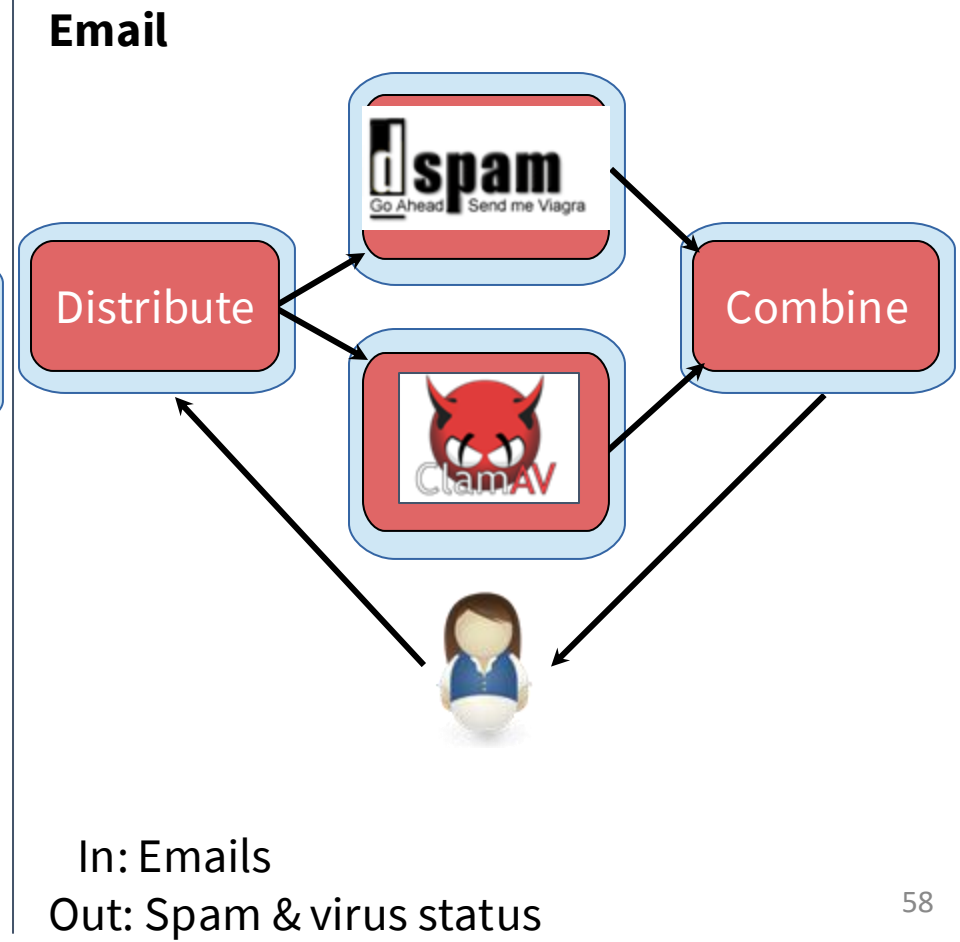 Email
dspam
Go Ahead Send me Viagra
Distribute
Combine
ClamAV
In: Emails
Out: Spam & virus status
58